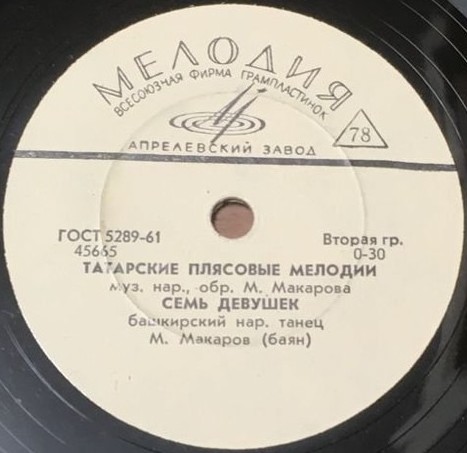 МЕЛОДИЯ
ВСЕСОЮЗНАЯ ФИРМА ГРАМПЛАСТИНОК
78
АПРЕЛЕВСКИЙ ЗАВОД
ГОСТ 5289-61 Вторая гр.
45665 0-30
ТАТАРСКИЕ ПЛЯСОВЫЕ МЕЛОДИИ
муз. нар., обр. М. Макарова
СЕМЬ ДЕВУШЕК
башкирский нар. танец
М. Макаров (баян)